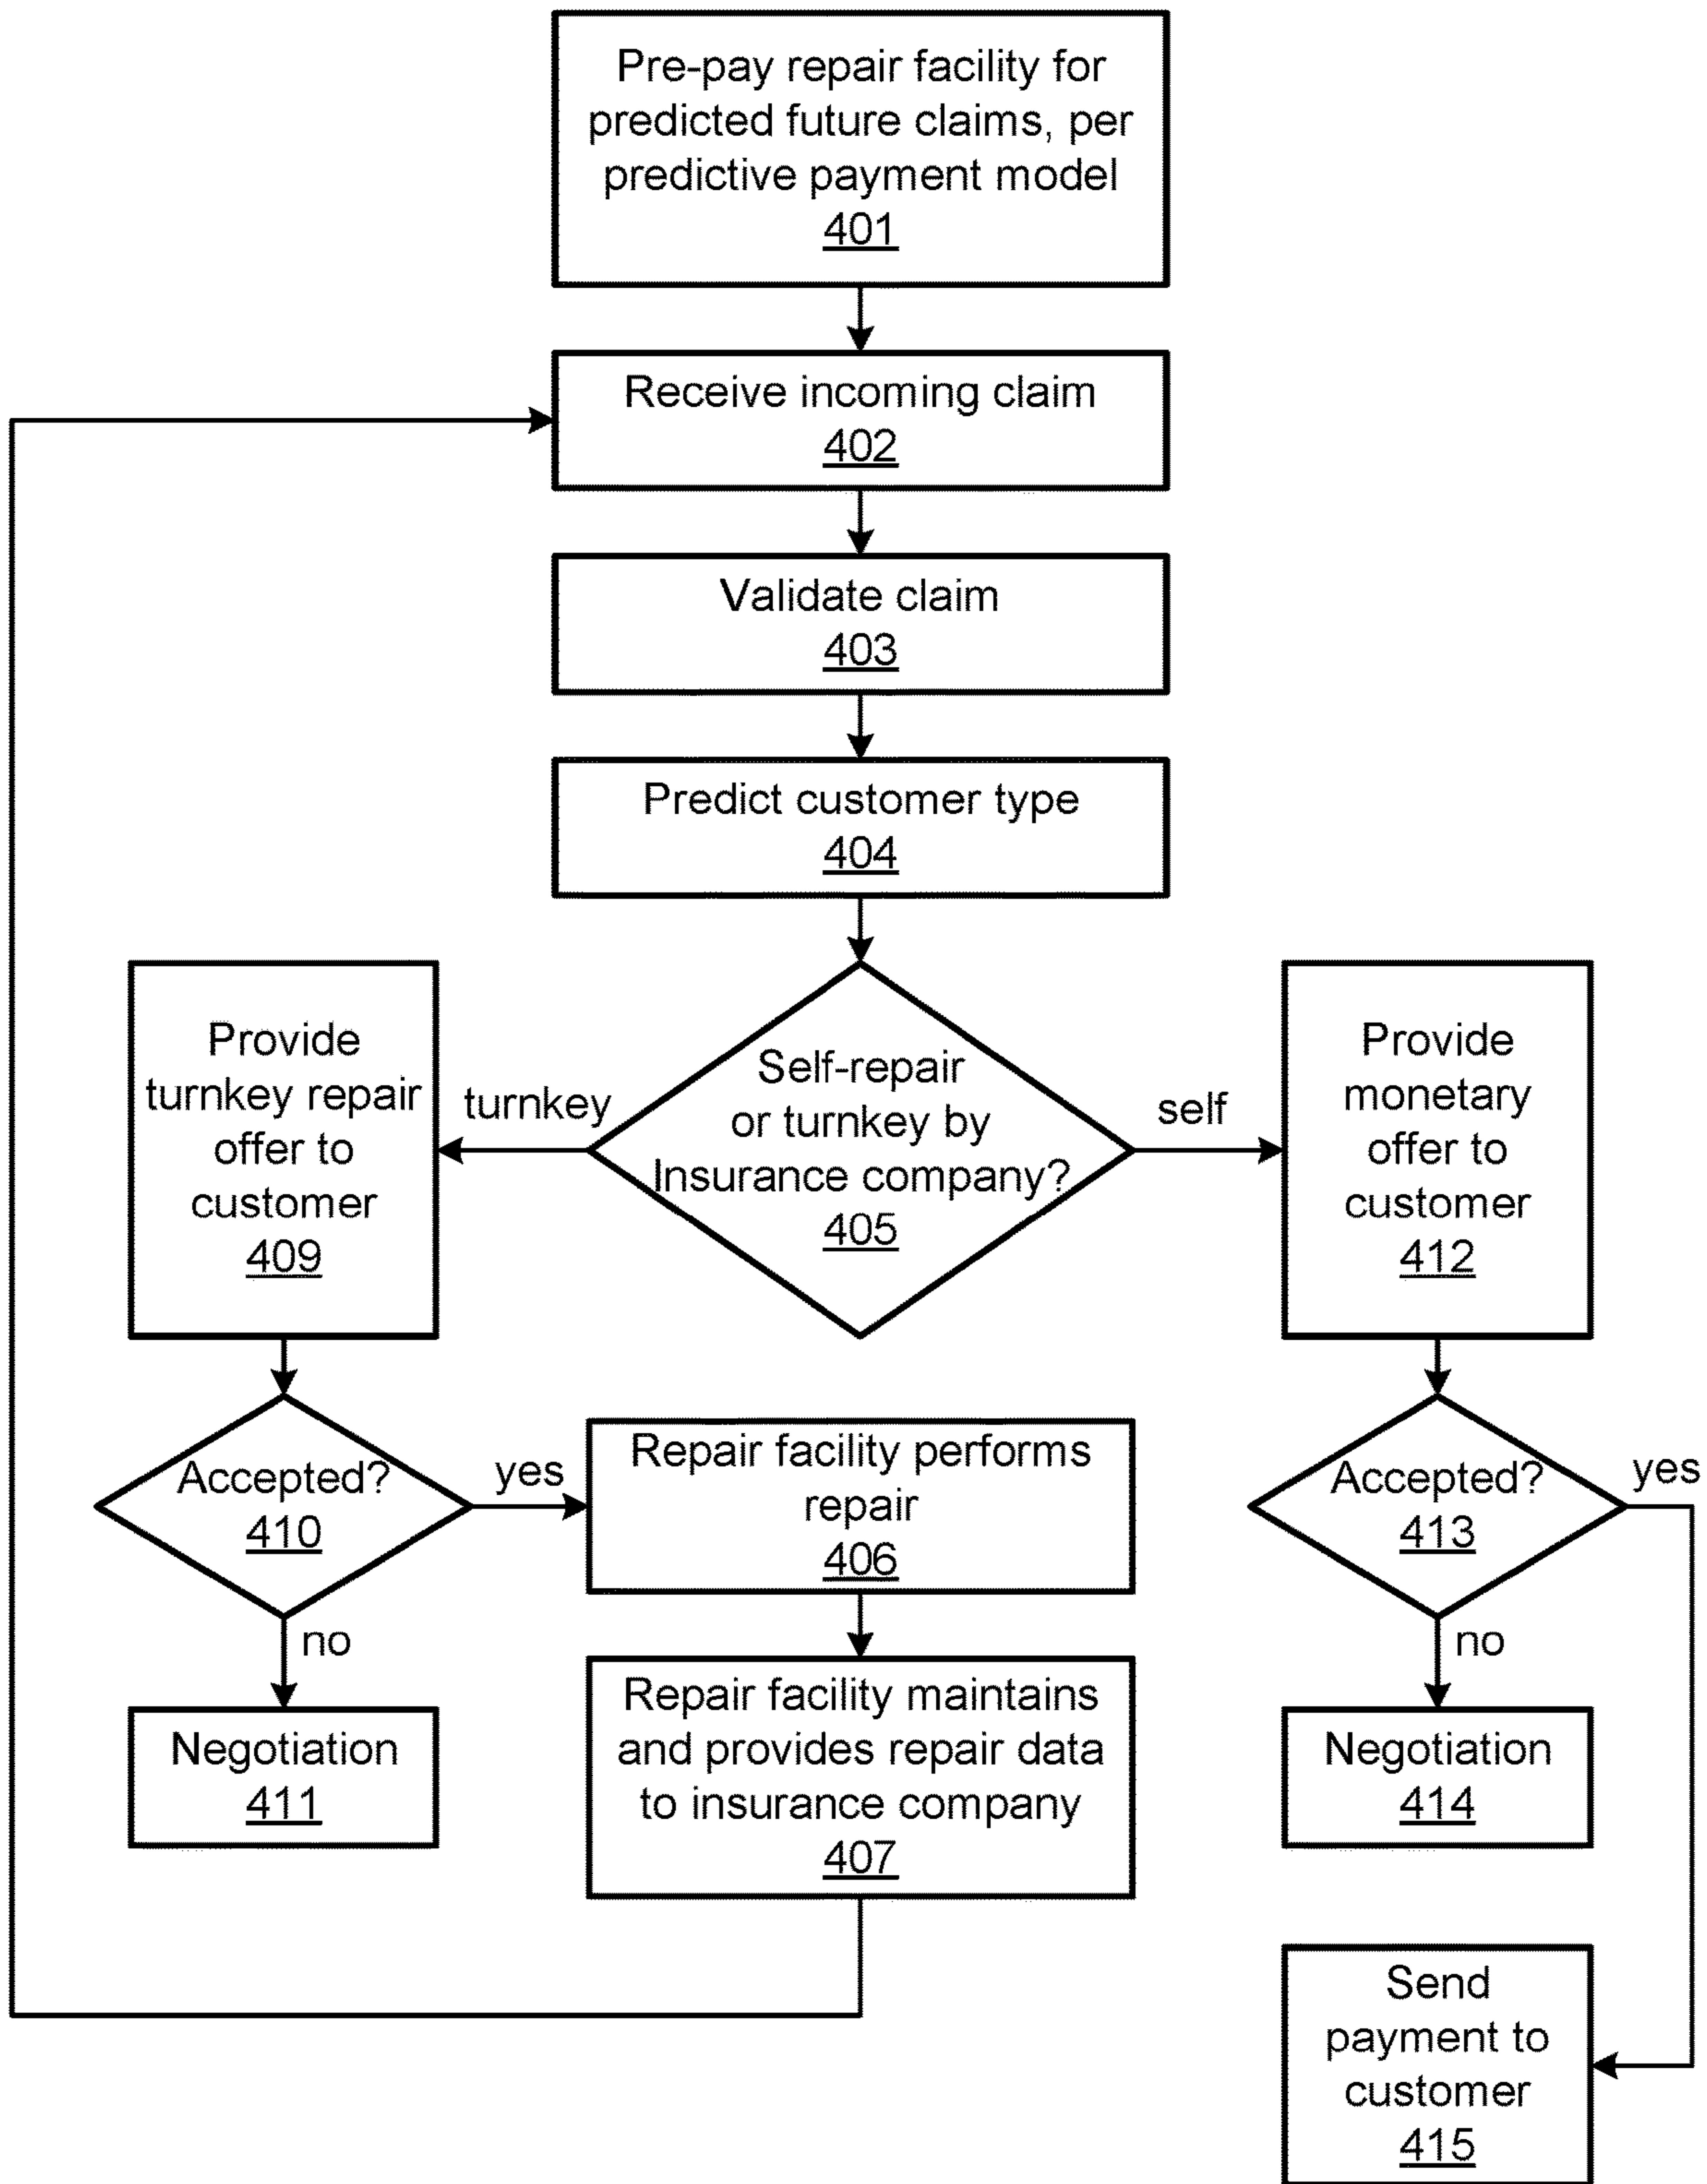 Pre-pay repair facility for
predicted future claims, per
predictive payment model
401
Receive incoming claim
402
Validate claim
403
Predict customer type
404
Self-repair
or turnkey by
Insurance company?
405
turnkey
self
Provide
turnkey repair
offer to
customer
409
Provide
monetary
offer to
customer
412
Accepted?
410
yes
no
Negotiation
411
Repair facility performs
repair
406
Repair facility maintains
and provides repair data
to insurance company
407
Accepted?
413
yes
no
Negotiation
414
Send
payment to
customer
415